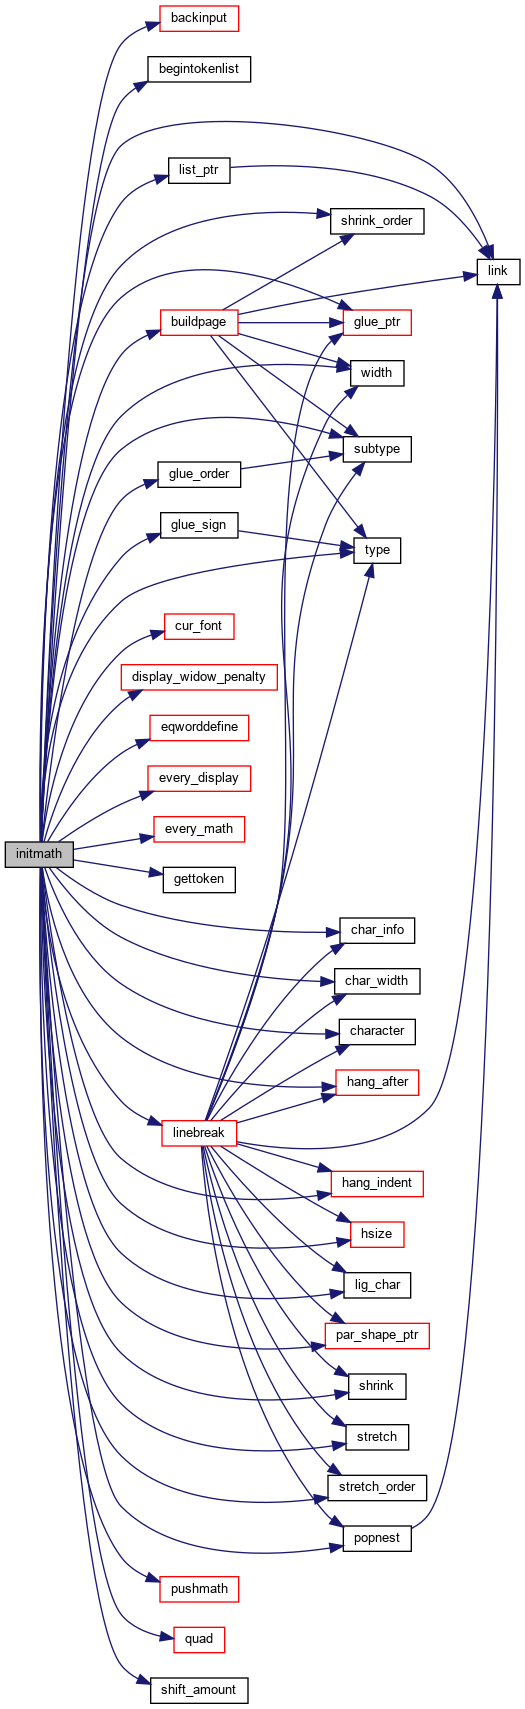 backinput
begintokenlist
list_ptr
shrink_order
link
buildpage
glue_ptr
width
subtype
glue_order
glue_sign
type
cur_font
display_widow_penalty
eqworddefine
every_display
every_math
initmath
gettoken
char_info
char_width
character
hang_after
linebreak
hang_indent
hsize
lig_char
par_shape_ptr
shrink
stretch
stretch_order
popnest
pushmath
quad
shift_amount